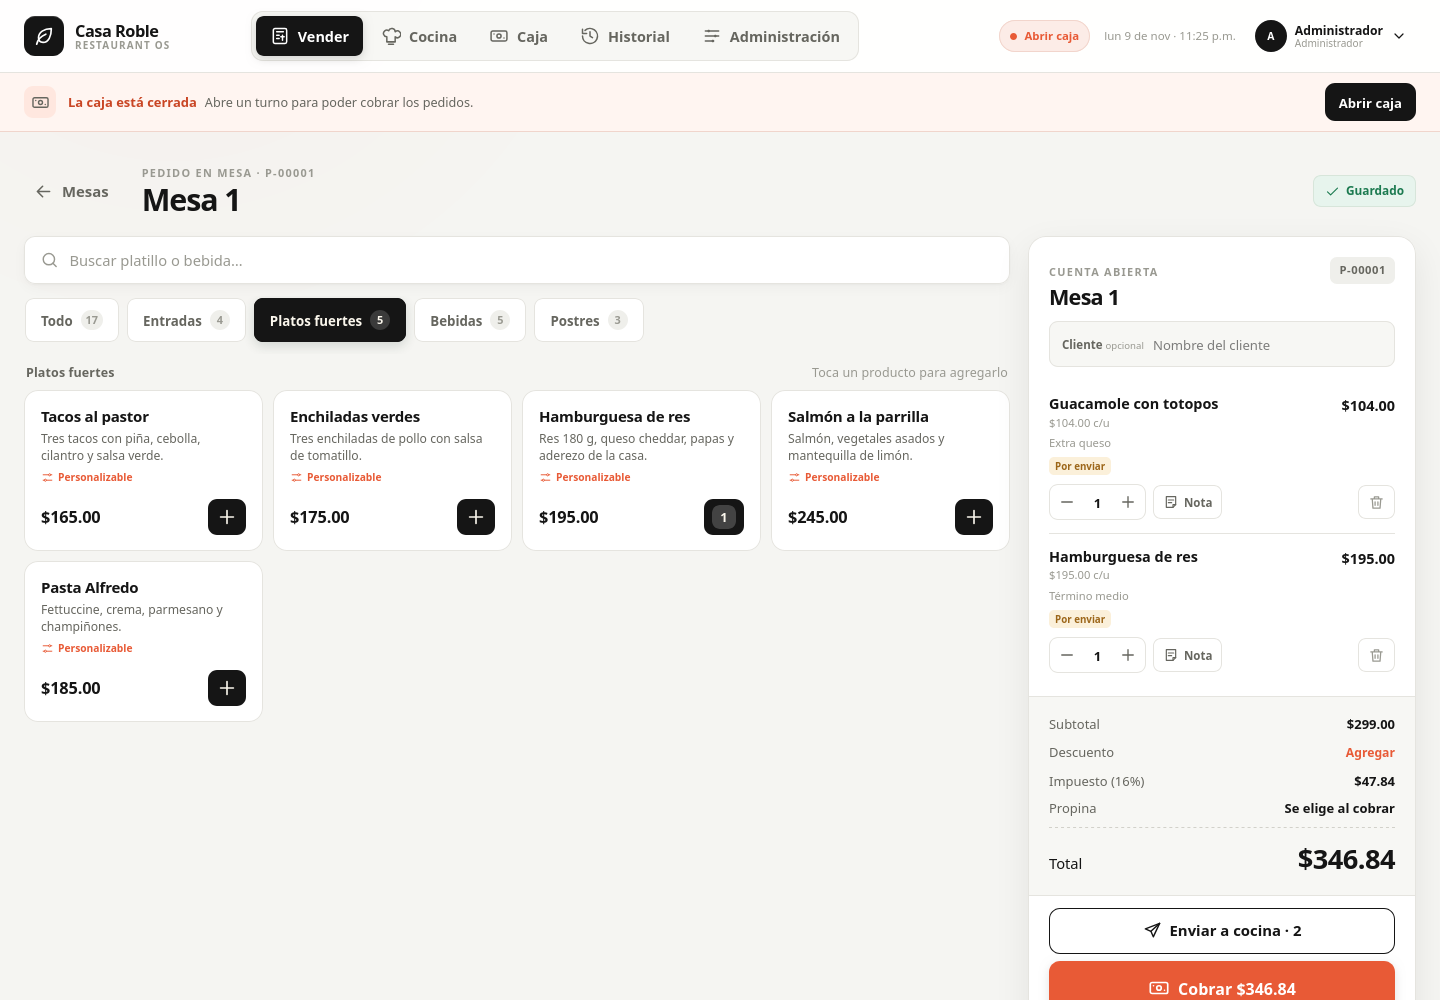 Casa Roble
RESTAURANT OS
Vender
Cocina
Caja
Historial
Administración
Abrir caja
lun 9 de nov · 11:25 p.m.
A
Administrador
Administrador
La caja está cerrada Abre un turno para poder cobrar los pedidos.
Abrir caja
Mesas
PEDIDO EN MESA · P-00001
Mesa 1
Guardado
Buscar platillo o bebida...
Todo 17
Entradas 4
Platos fuertes 5
Bebidas 5
Postres 3
Platos fuertes
Toca un producto para agregarlo
Tacos al pastor
Tres tacos con piña, cebolla,
cilantro y salsa verde.
Personalizable
$165.00
Enchiladas verdes
Tres enchiladas de pollo con salsa
de tomatillo.
Personalizable
$175.00
Hamburguesa de res
Res 180 g, queso cheddar, papas y
aderezo de la casa.
Personalizable
$195.00
1
Salmón a la parrilla
Salmón, vegetales asados y
mantequilla de limón.
Personalizable
$245.00
Pasta Alfredo
Fettuccine, crema, parmesano y
champiñones.
Personalizable
$185.00
CUENTA ABIERTA
P-00001
Mesa 1
Cliente opcional Nombre del cliente
Guacamole con totopos
$104.00
$104.00 c/u
Extra queso
Por enviar
1
Nota
Hamburguesa de res
$195.00
$195.00 c/u
Término medio
Por enviar
1
Nota
Subtotal $299.00
Descuento Agregar
Impuesto (16%) $47.84
Propina Se elige al cobrar
Total $346.84
Enviar a cocina · 2
Cobrar $346.84